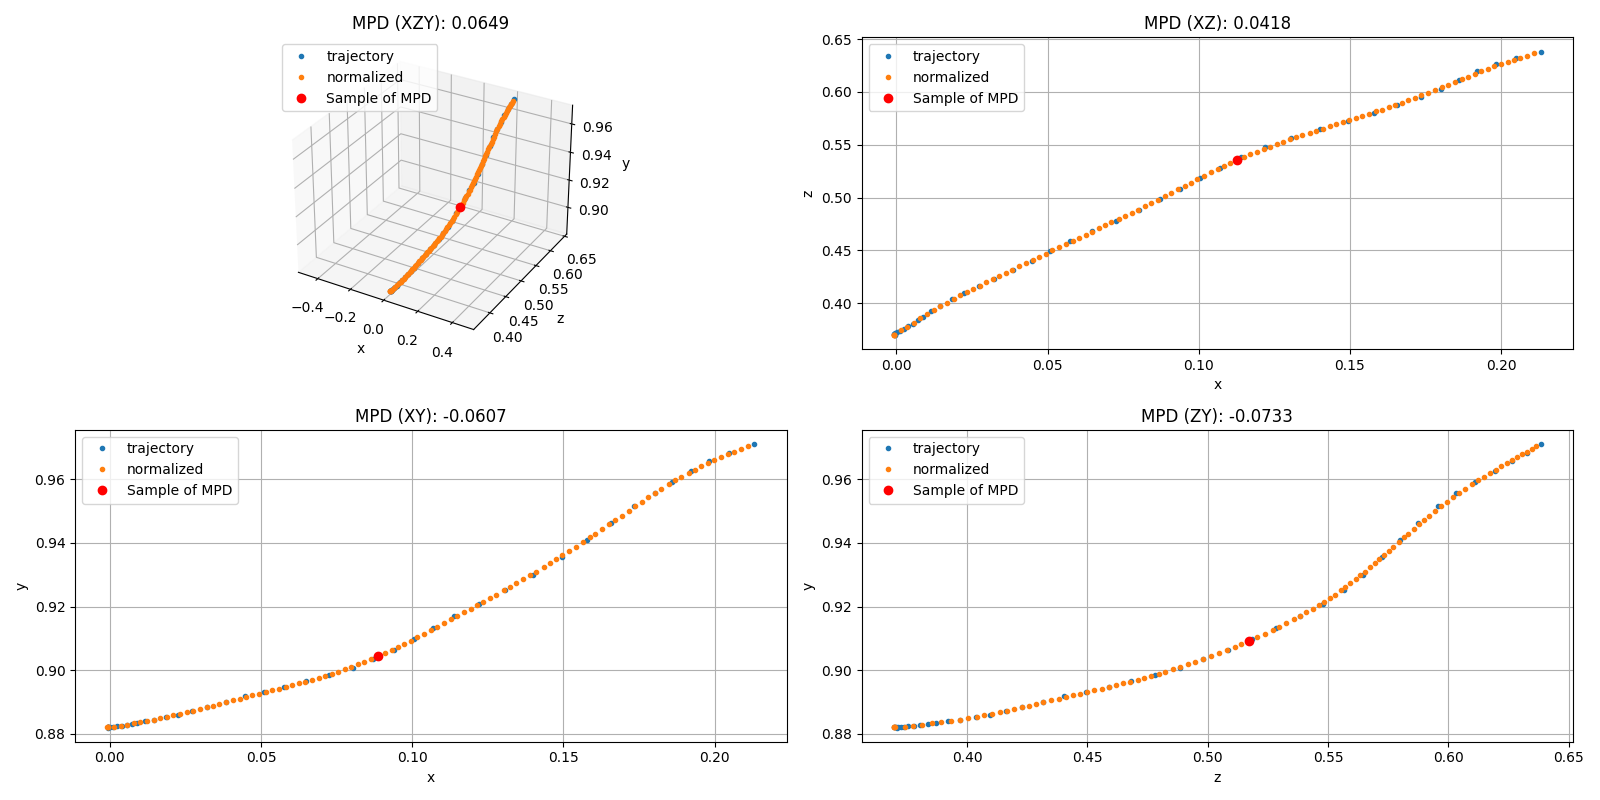 MPD (XZY): 0.0649
trajectory
normalized
Sample of MPD
0.96
0.94
0.92
0.90
y
0.65
0.60
0.55
0.50
0.45
0.40
z
−0.4
−0.2
0.0
0.2
0.4
x
MPD (XZ): 0.0418
trajectory
normalized
Sample of MPD
0.65
0.60
0.55
0.50
0.45
0.40
z
0.00
0.05
0.10
0.15
0.20
x
MPD (XY): -0.0607
trajectory
normalized
Sample of MPD
0.96
0.94
0.92
0.90
0.88
y
0.00
0.05
0.10
0.15
0.20
x
MPD (ZY): -0.0733
trajectory
normalized
Sample of MPD
0.96
0.94
0.92
0.90
0.88
y
0.40
0.45
0.50
0.55
0.60
0.65
z